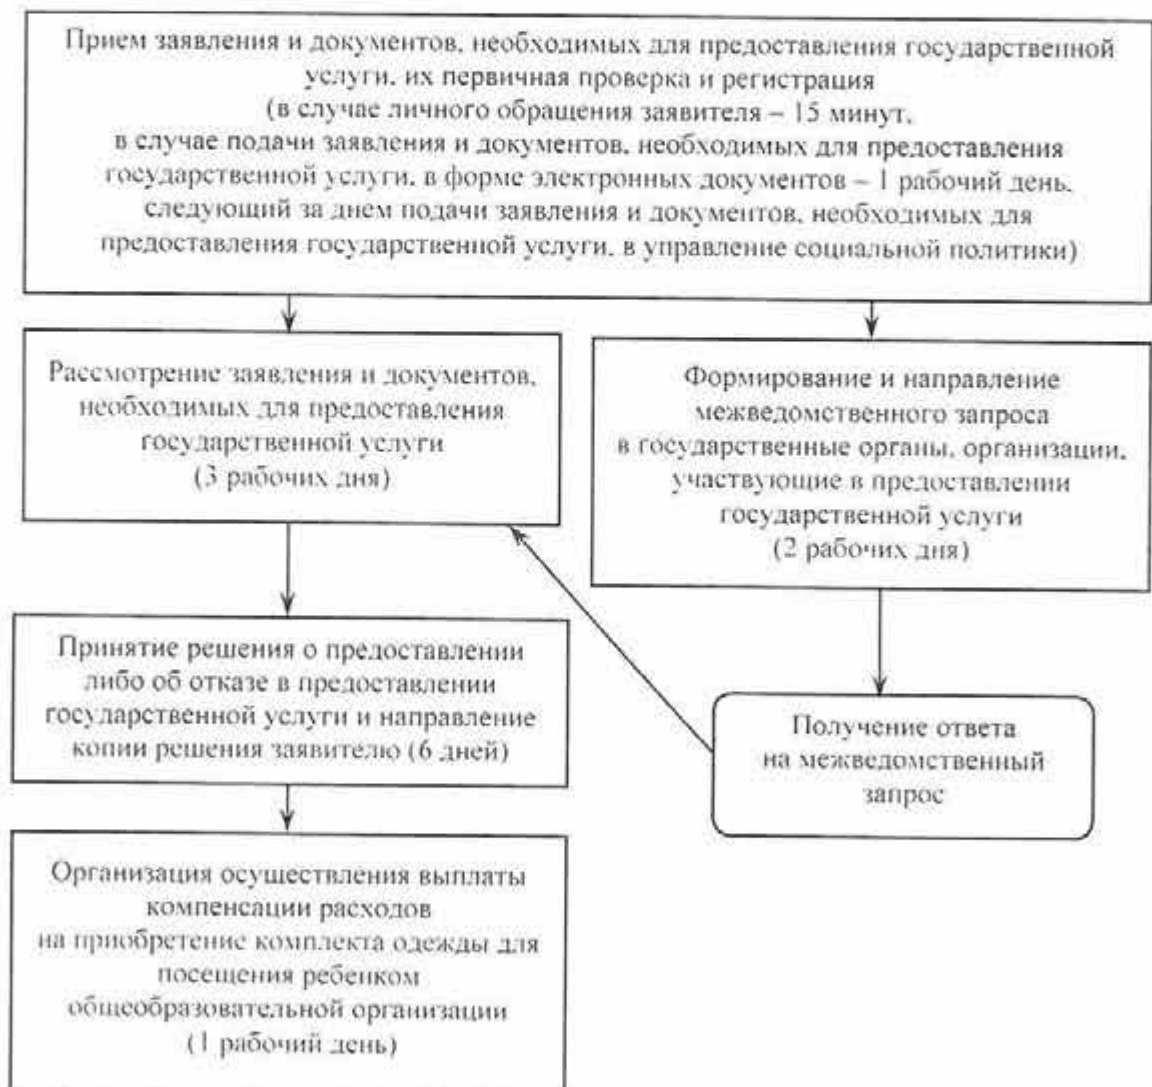 Прием заявления и документов, необходимых для предоставления государственной
услуги, их первичная проверка и регистрация
(в случае личного обращения заявителя – 15 минут,
в случае подачи заявления и документов, необходимых для предоставления
государственной услуги, в форме электронных документов – 1 рабочий день,
следующий за днем подачи заявления и документов, необходимых для
предоставления государственной услуги, в управление социальной политики)
Рассмотрение заявления и документов,
необходимых для предоставления
государственной услуги
(3 рабочих дня)
Формирование и направление
межведомственного запроса
в государственные органы, организации,
участвующие в предоставлении
государственной услуги
(2 рабочих дня)
Принятие решения о предоставлении
либо об отказе в предоставлении
государственной услуги и направление
копии решения заявителю (6 дней)
Получение ответа
на межведомственный
запрос
Организация осуществления выплаты
компенсации расходов
на приобретение комплекта одежды для
посещения ребенком
общеобразовательной организации
(1 рабочий день)